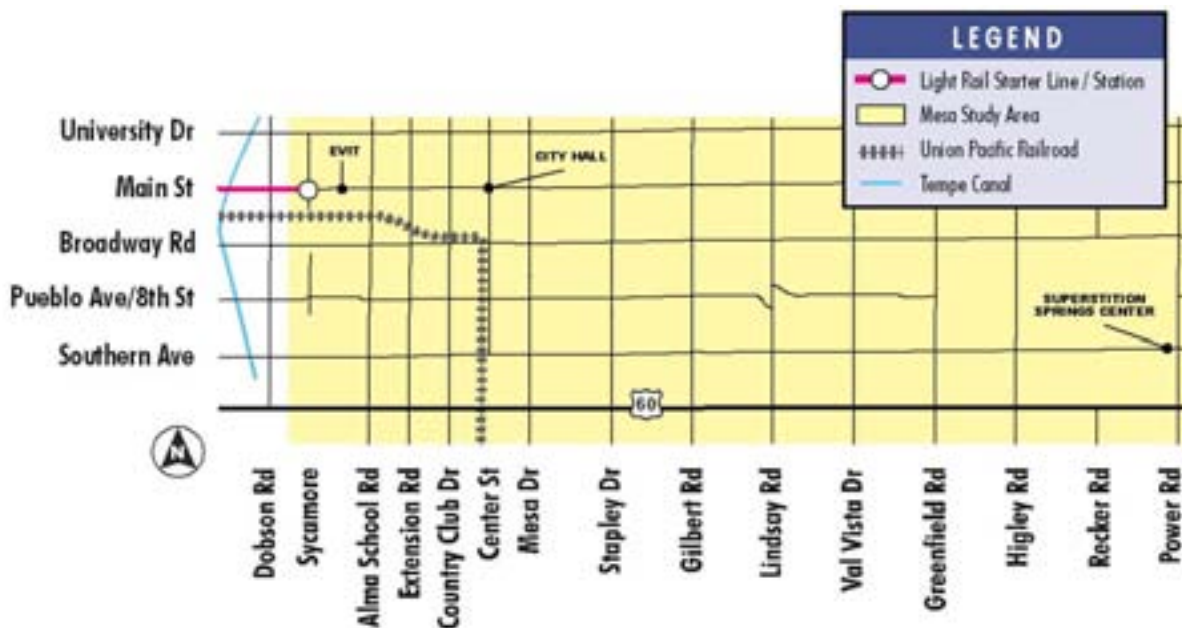 LEGEND
Light Rail Starter Line / Station
Mesa Study Area
Union Pacific Railroad
Tempe Canal
University Dr
EVIT
CITY HALL
Main St
Broadway Rd
Pueblo Ave/8th St
SUPERSTITION
SPRINGS CENTER
Southern Ave
60
N
Dobson Rd
Sycamore
Alma School Rd
Extension Rd
Country Club Dr
Center St
Mesa Dr
Stapley Dr
Gilbert Rd
Lindsay Rd
Val Vista Dr
Greenfield Rd
Higley Rd
Recker Rd
Power Rd